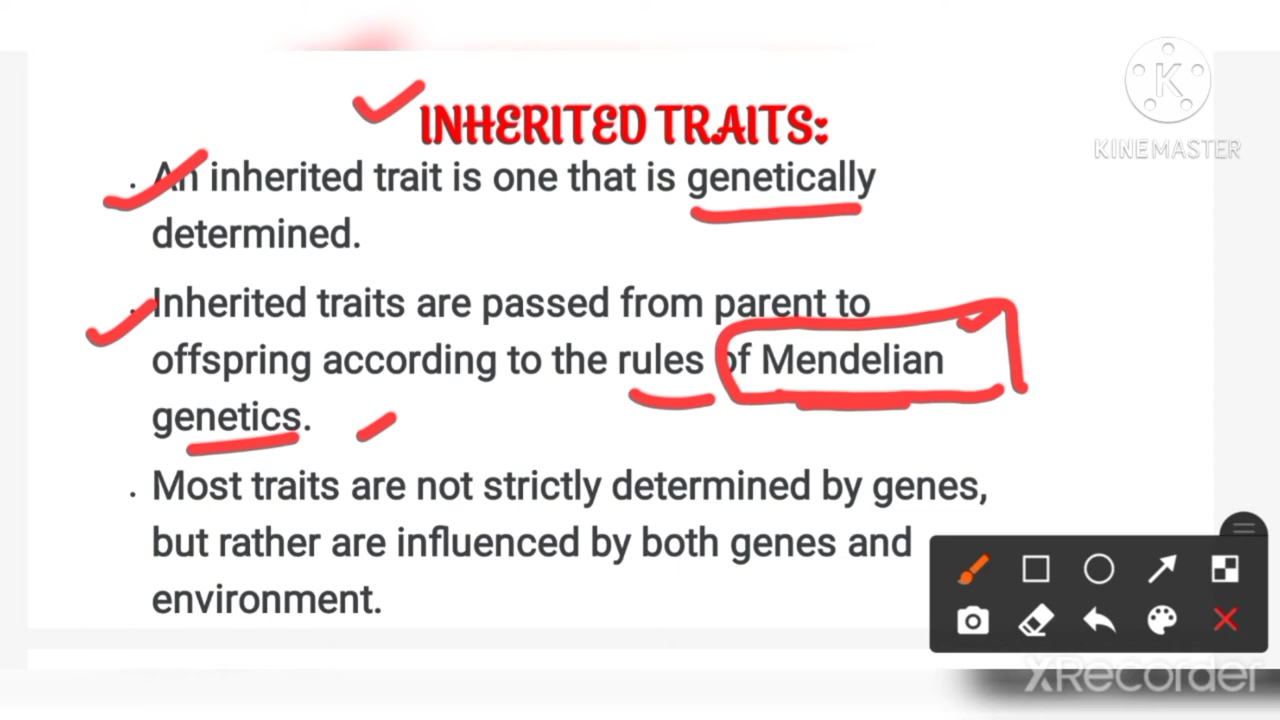 INHERITED TRAITS:
K
KINEMASTER
. An inherited trait is one that is genetically
determined.
. Inherited traits are passed from parent to
offspring according to the rules of Mendelian
genetics.
. Most traits are not strictly determined by genes,
but rather are influenced by both genes and
environment.
XRecorder